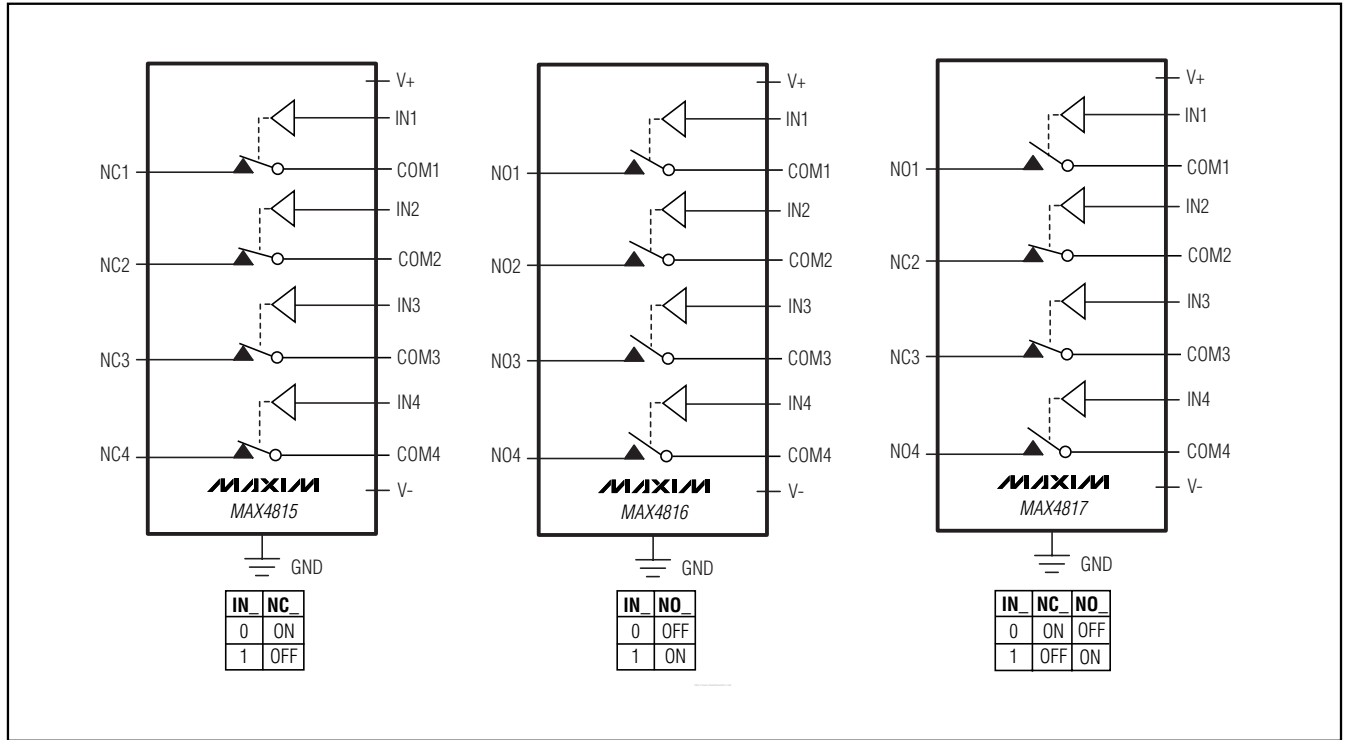 V+
IN1
NC1
COM1
IN2
NC2
COM2
IN3
NC3
COM3
IN4
NC4
COM4
MAXIM
V-
MAX4815
GND
IN_ NC_
0 ON
1 OFF
V+
IN1
NO1
COM1
IN2
NO2
COM2
IN3
NO3
COM3
IN4
NO4
COM4
MAXIM
V-
MAX4816
GND
IN_ NO_
0 OFF
1 ON
V+
IN1
NO1
COM1
IN2
NC2
COM2
IN3
NC3
COM3
IN4
NO4
COM4
MAXIM
V-
MAX4817
GND
IN_ NC_ NO_
0 ON OFF
1 OFF ON